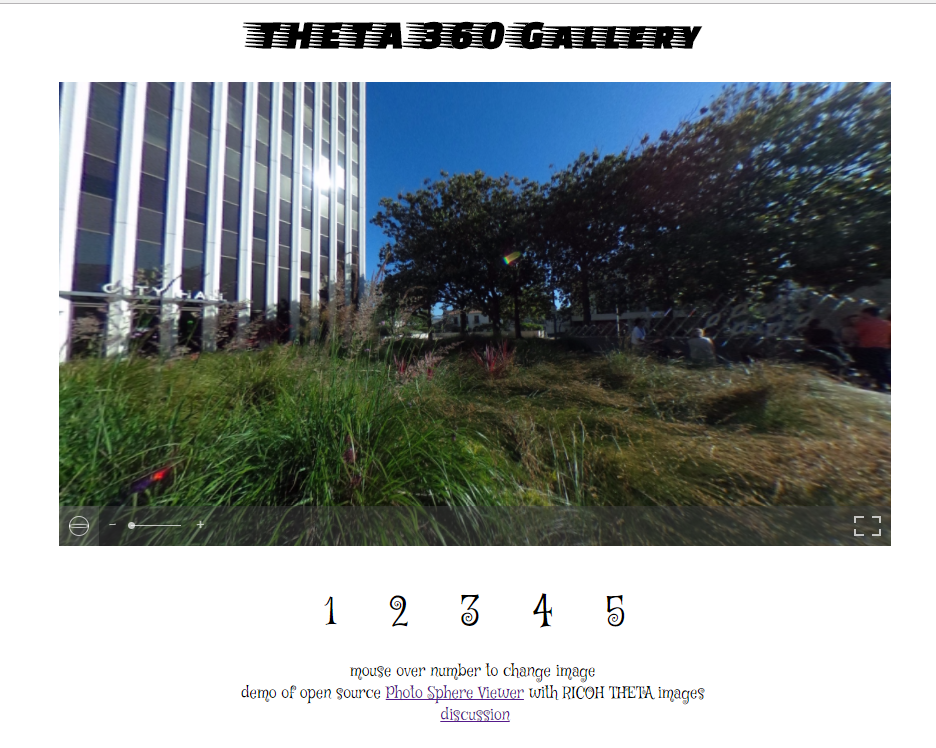 THETA 360 GALLERY
CITY HALL
1 2 3 4 5
mouse over number to change image
demo of open source Photo Sphere Viewer with RICOH THETA images
discussion